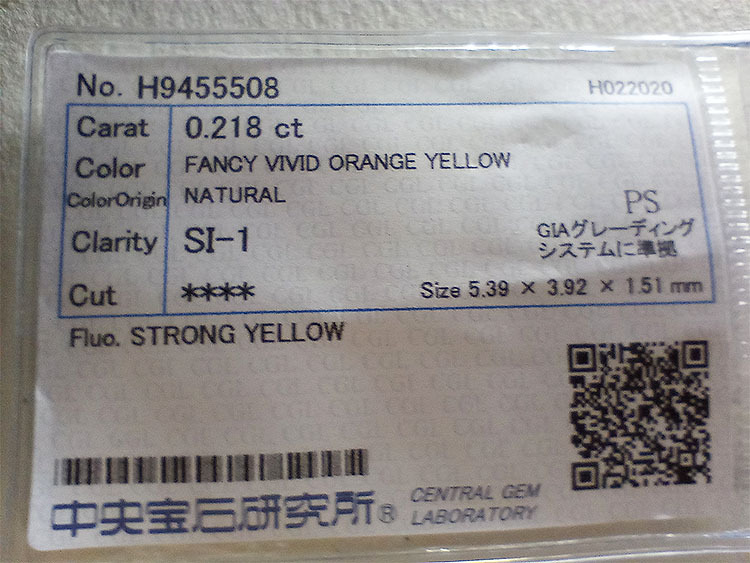 No. H9455508
H022020
Carat 0.218 ct
Color FANCY VIVID ORANGE YELLOW
ColorOrigin NATURAL
PS
Clarity SI-1
GIAグレーディング
システムに準拠
Cut ****
Size 5.39 × 3.92 × 1.51 mm
Fluo. STRONG YELLOW
中央宝石研究所®
CENTRAL GEM
LABORATORY